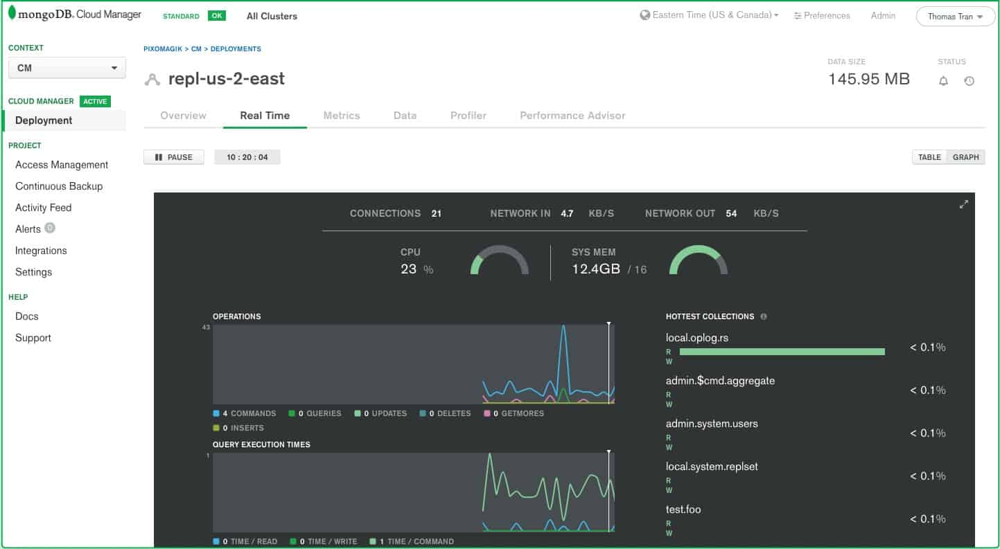 mongoDB. Cloud Manager
STANDARD OK
All Clusters
Eastern Time (US & Canada)
Preferences
Admin
Thomas Tran
CONTEXT
CM
CLOUD MANAGER ACTIVE
Deployment
PROJECT
Access Management
Continuous Backup
Activity Feed
Alerts 0
Integrations
Settings
HELP
Docs
Support
PIXOMAGIK > CM > DEPLOYMENTS
repl-us-2-east
DATA SIZE
145.95 MB
STATUS
Overview Real Time Metrics Data Profiler Performance Advisor
PAUSE
10 : 20 : 04
TABLE GRAPH
CONNECTIONS 21 NETWORK IN 4.7 KB/S NETWORK OUT 54 KB/S
CPU
23 %
SYS MEM
12.4GB / 16
OPERATIONS
43
4 COMMANDS 0 QUERIES 0 UPDATES 0 DELETES 0 GETMORES
0 INSERTS
QUERY EXECUTION TIMES
1
0 TIME / READ 0 TIME / WRITE 1 TIME / COMMAND
HOTTEST COLLECTIONS
local.oplog.rs
R
W
< 0.1%
admin.$cmd.aggregate
R
W
< 0.1%
admin.system.users
R
W
< 0.1%
local.system.replset
R
W
< 0.1%
test.foo
R
W
< 0.1%